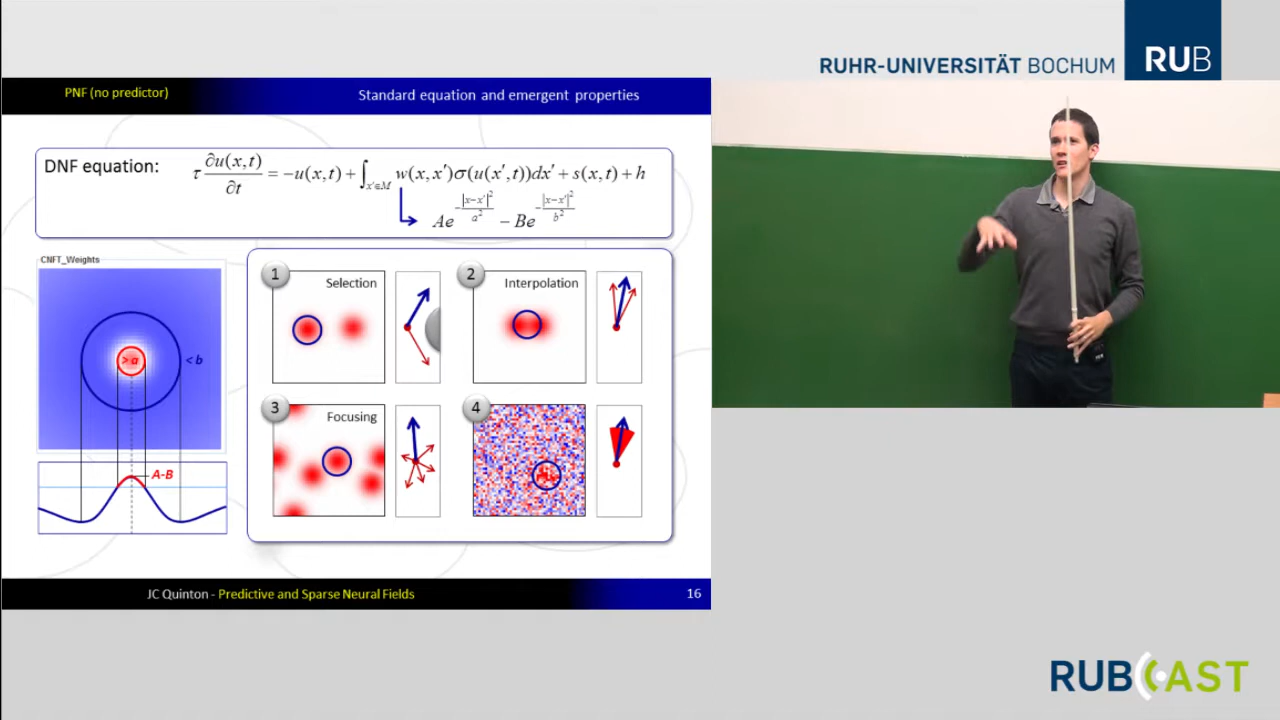 RUHR-UNIVERSITÄT BOCHUM RUB
PNF (no predictor)
Standard equation and emergent properties
DNF equation: τ ∂u(x,t)/∂t = −u(x,t) + ∫x'∈M w(x,x')σ(u(x',t))dx' + s(x,t) + h
Ae^(−|x−x'|²/a²) − Be^(−|x−x'|²/b²)
CNFT_Weights
> a
< b
A-B
1 Selection
2 Interpolation
3 Focusing
4
JC Quinton - Predictive and Sparse Neural Fields
16
RUBCAST